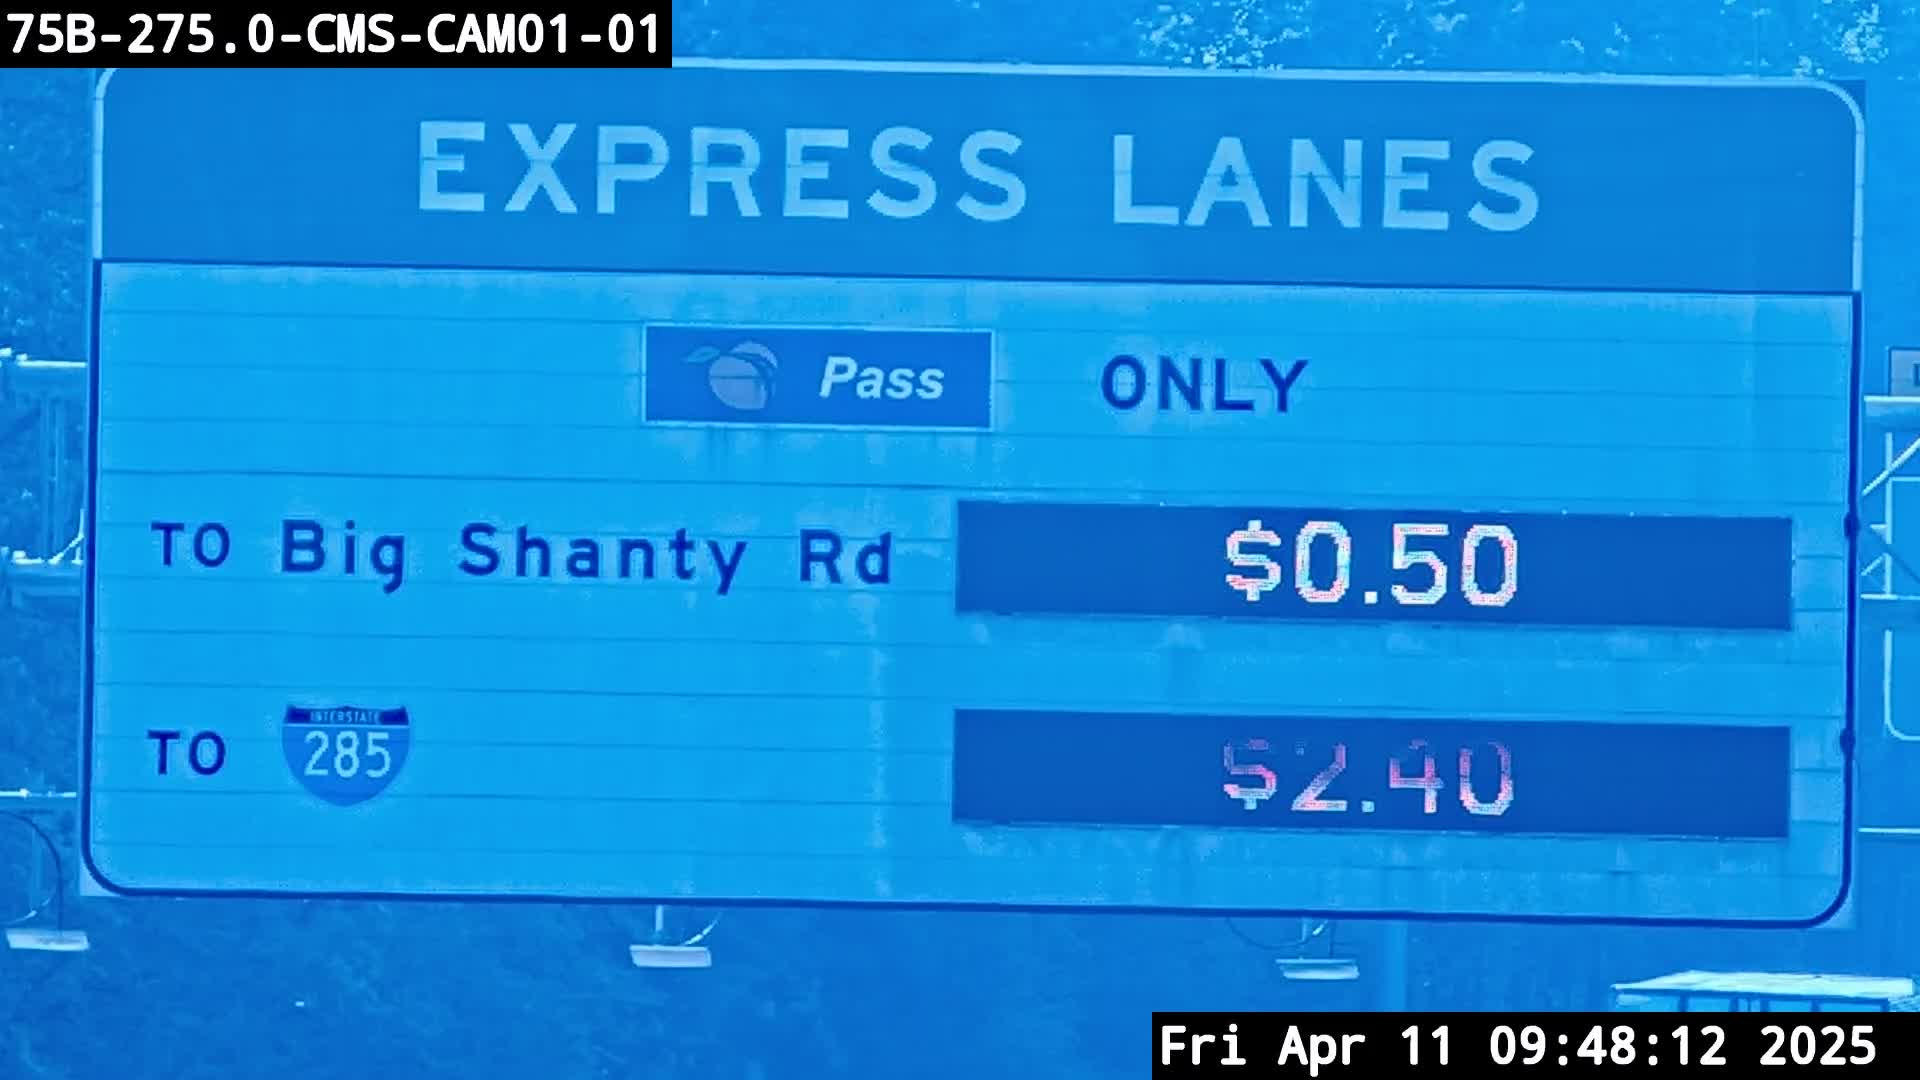 75B-275.0-CMS-CAM01-01
EXPRESS LANES
Pass ONLY
TO Big Shanty Rd $0.50
TO INTERSTATE 285 $2.40
Fri Apr 11 09:48:12 2025